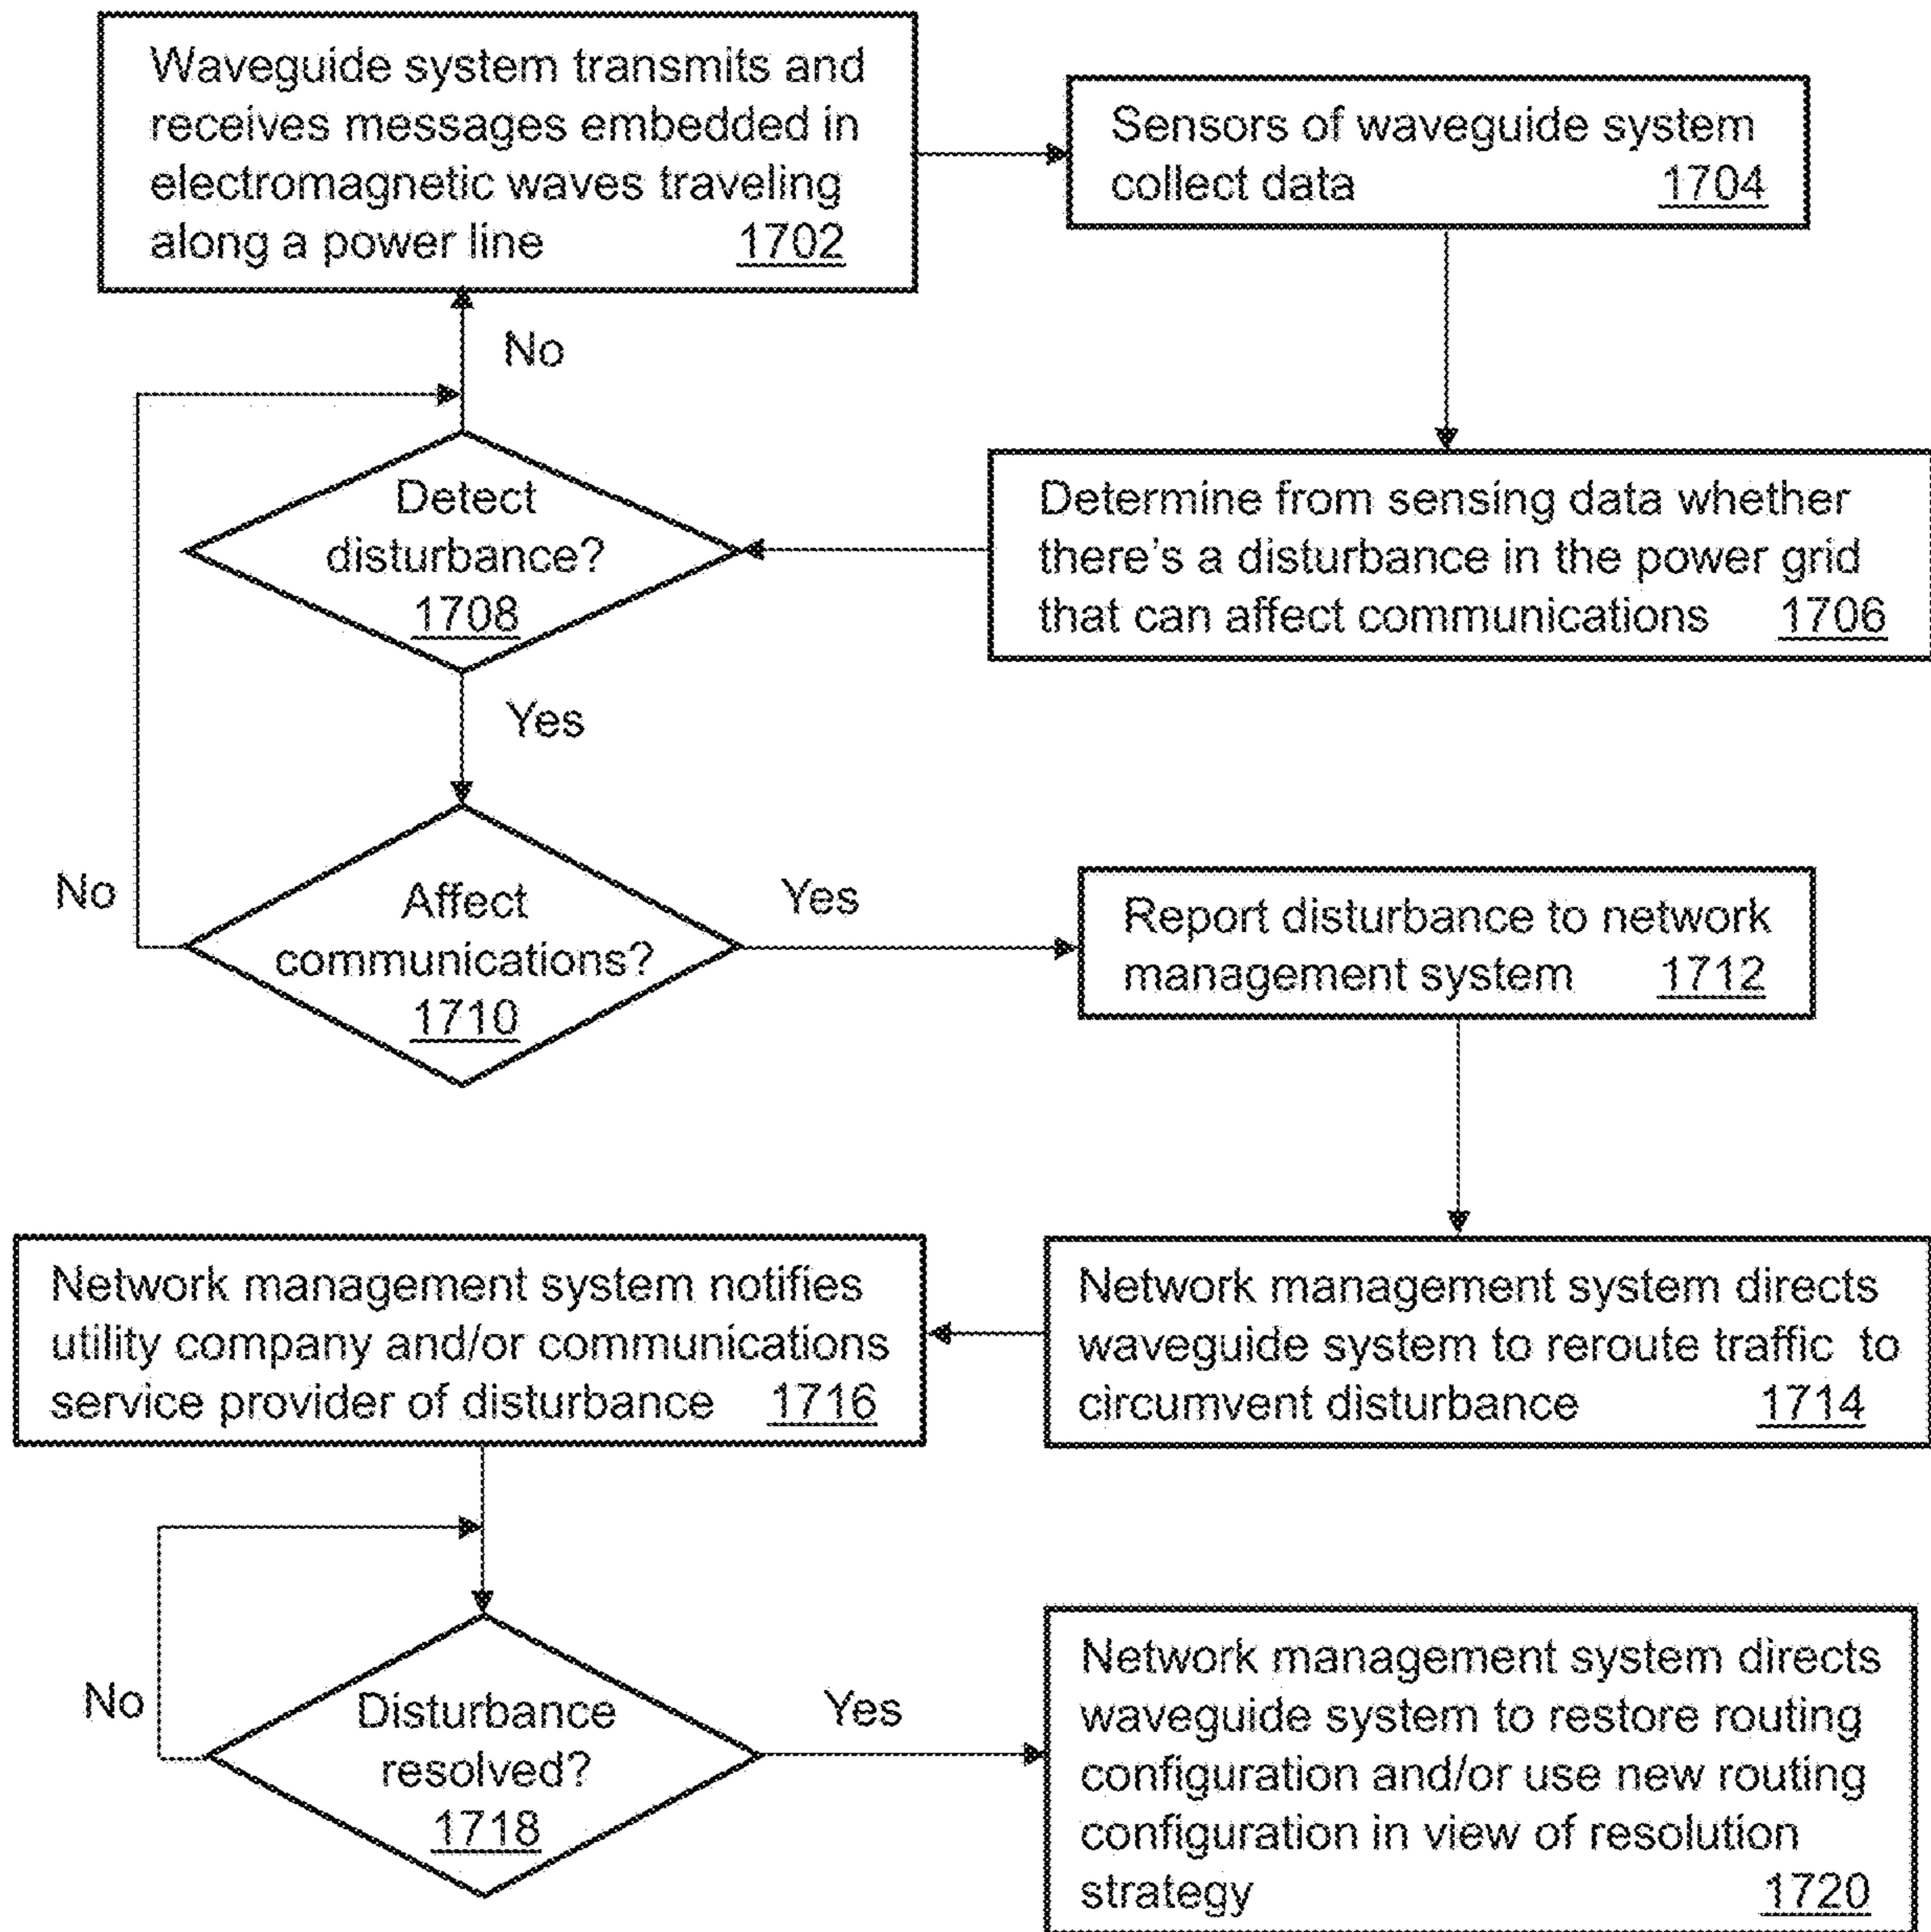 Waveguide system transmits and
receives messages embedded in
electromagnetic waves traveling
along a power line 1702
Sensors of waveguide system
collect data 1704
No
Detect
disturbance?
1708
Determine from sensing data whether
there's a disturbance in the power grid
that can affect communications 1706
Yes
No
Affect
communications?
1710
Yes
Report disturbance to network
management system 1712
Network management system directs
waveguide system to reroute traffic to
circumvent disturbance 1714
Network management system notifies
utility company and/or communications
service provider of disturbance 1716
No
Disturbance
resolved?
1718
Yes
Network management system directs
waveguide system to restore routing
configuration and/or use new routing
configuration in view of resolution
strategy 1720